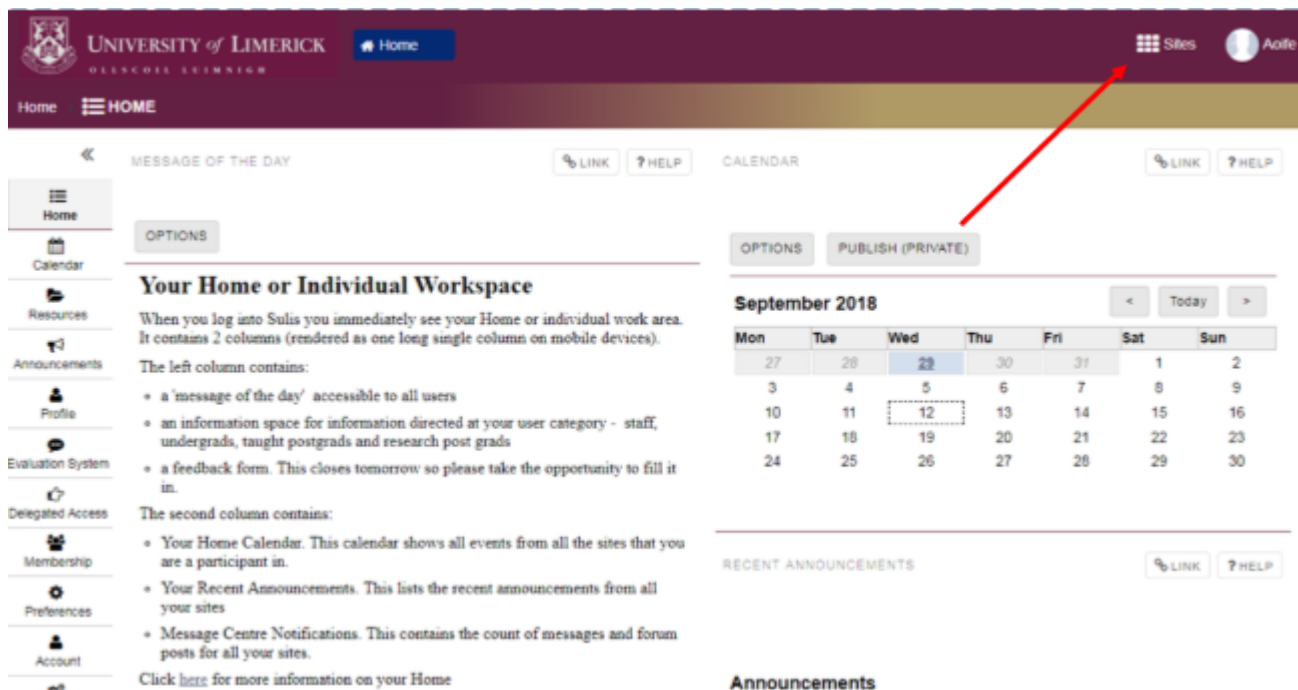 UNIVERSITY of LIMERICK
OLLSCOIL LUIMNIGH
Home
Sites
Aoife
Home
HOME
MESSAGE OF THE DAY
LINK
? HELP
Home
Calendar
Resources
Announcements
Profile
Evaluation System
Delegated Access
Membership
Preferences
Account
OPTIONS
Your Home or Individual Workspace
When you log into Sulis you immediately see your Home or individual work area.
It contains 2 columns (rendered as one long single column on mobile devices).
The left column contains:
a 'message of the day' accessible to all users
an information space for information directed at your user category - staff,
undergrads, taught postgrads and research post grads
a feedback form. This closes tomorrow so please take the opportunity to fill it
in.
The second column contains:
Your Home Calendar. This calendar shows all events from all the sites that you
are a participant in.
Your Recent Announcements. This lists the recent announcements from all
your sites
Message Centre Notifications. This contains the count of messages and forum
posts for all your sites.
Click here for more information on your Home
CALENDAR
LINK
? HELP
OPTIONS
PUBLISH (PRIVATE)
September 2018
< Today >
Mon Tue Wed Thu Fri Sat Sun
27 28 29 30 31 1 2
3 4 5 6 7 8 9
10 11 12 13 14 15 16
17 18 19 20 21 22 23
24 25 26 27 28 29 30
RECENT ANNOUNCEMENTS
LINK
? HELP
Announcements